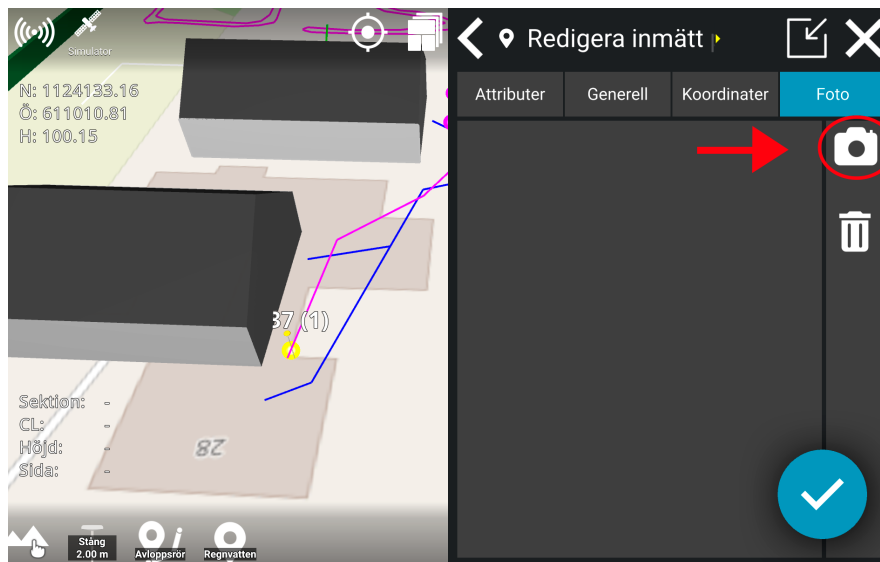 Simulator
N: 1124133.16
Ö: 611010.81
H: 100.15
37 (1)
Sektion: -
CL: -
Höjd: -
Sida: -
28
Stång
2.00 m
Avloppsrör
Regnvatten
Redigera inmätt
Attributer
Generell
Koordinater
Foto